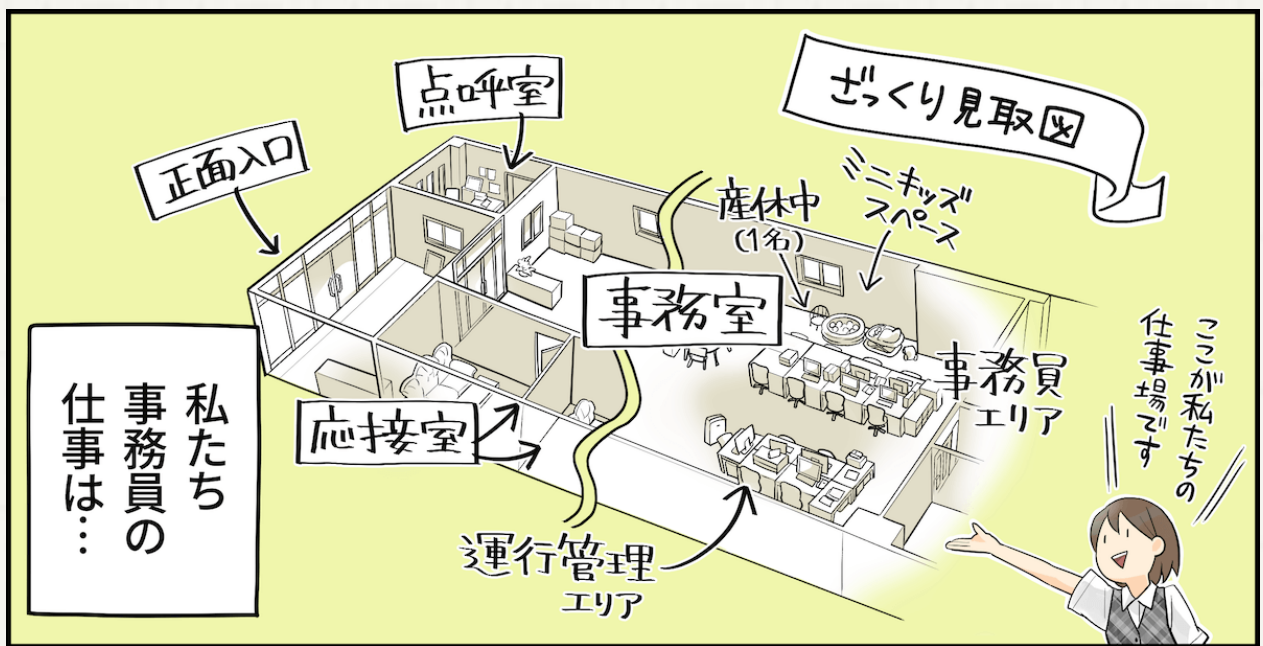 ざっくり見取図
点呼室
正面入口
産休中
(1名)
ミニキッズ
スペース
事務室
事務員
エリア
応接室
運行管理
エリア
ここが私たちの
仕事場です
私たち
事務員の
仕事は…